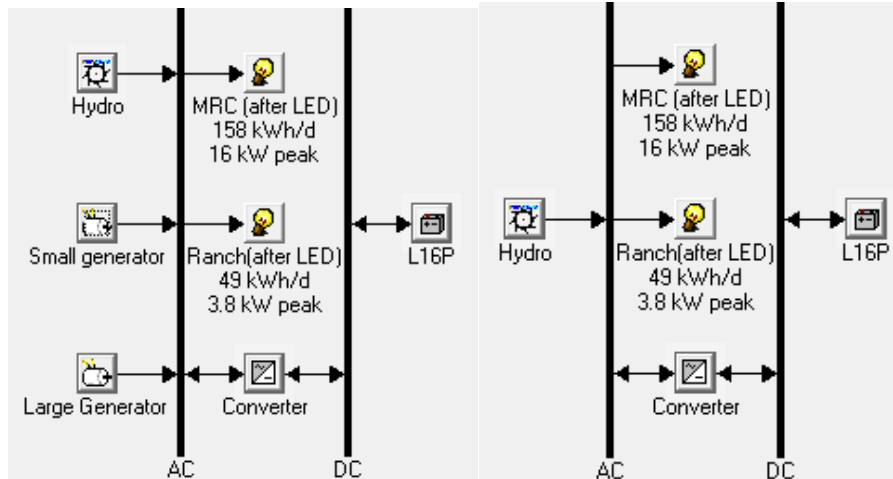 Hydro
MRC (after LED)
158 kWh/d
16 kW peak
Small generator
Ranch(after LED)
49 kWh/d
3.8 kW peak
L16P
Large Generator
Converter
AC
DC
MRC (after LED)
158 kWh/d
16 kW peak
Hydro
Ranch(after LED)
49 kWh/d
3.8 kW peak
L16P
Converter
AC
DC